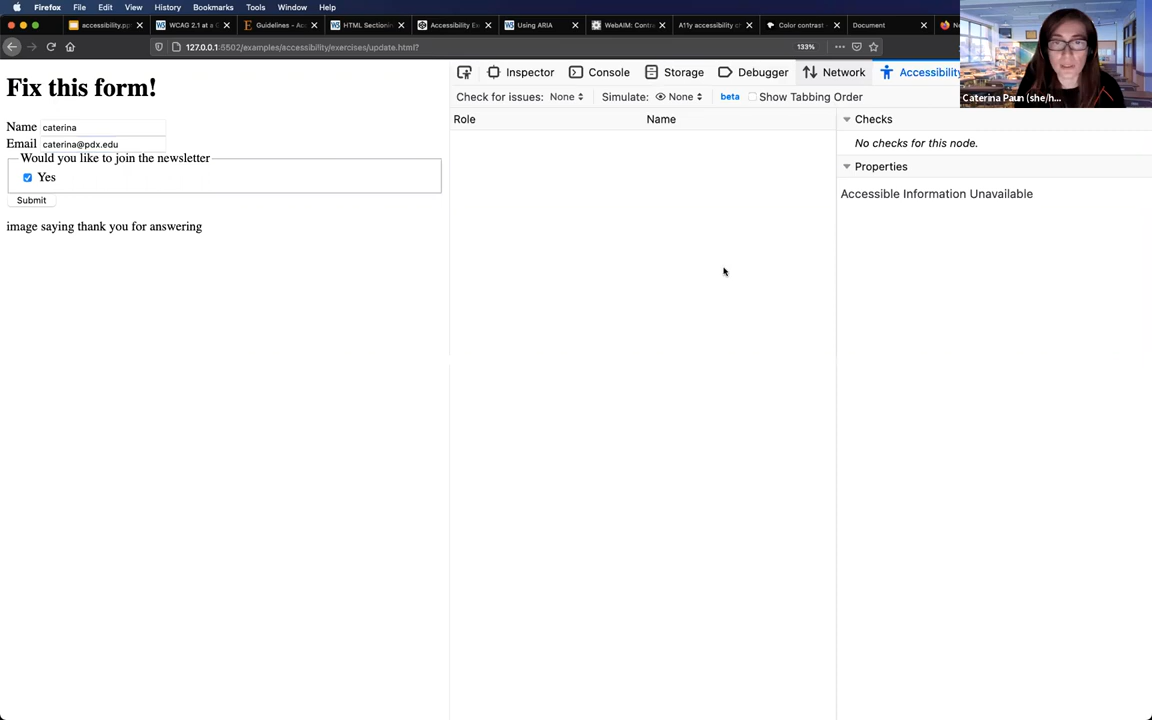 Firefox File Edit View History Bookmarks Tools Window Help
accessibility.pp WCAG 2.1 at a G Guidelines - Acc HTML Sectionin Accessibility Ex Using ARIA WebAIM: Contra A11y accessibility ch Color contrast Document Ne
127.0.0.1:5502/examples/accessibility/exercises/update.html? 133%
Inspector Console Storage Debugger Network Accessibility
Check for issues: None Simulate: None beta Show Tabbing Order
Caterina Paun (she/h...
Role Name Checks
No checks for this node.
Properties
Accessible Information Unavailable
Fix this form!
Name caterina
Email caterina@pdx.edu
Would you like to join the newsletter
Yes
Submit
image saying thank you for answering